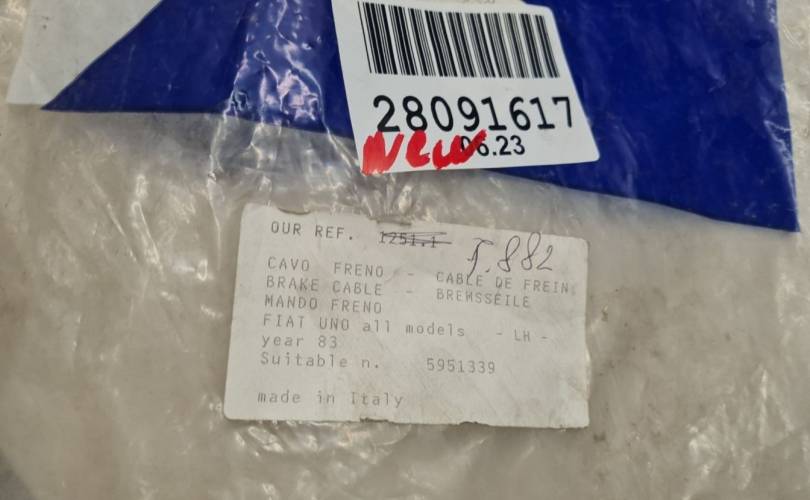 28091617
New 06.23
OUR REF. 1251.1 F.882
CAVO FRENO - CABLE DE FREIN
BRAKE CABLE - BREMSSEILE
MANDO FRENO
FIAT UNO all models - LH -
year 83
Suitable n. 5951339
made in Italy